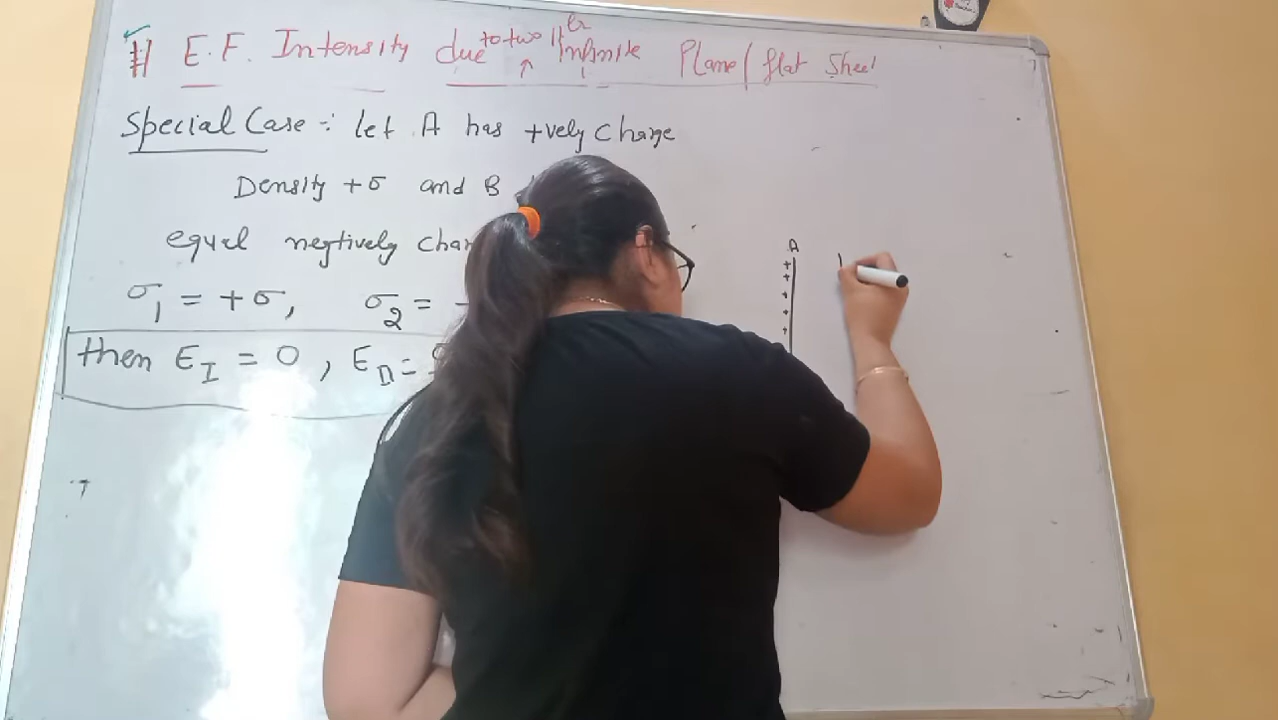 # E.F. Intensity due to two ||er Infinite Plane/flat Sheet
Special Case :- let A has +vely Charge
Density +σ and B
equal negtively char
σ1 = +σ, σ2 = -
then EI = 0, EII =
A
+
+
+
+